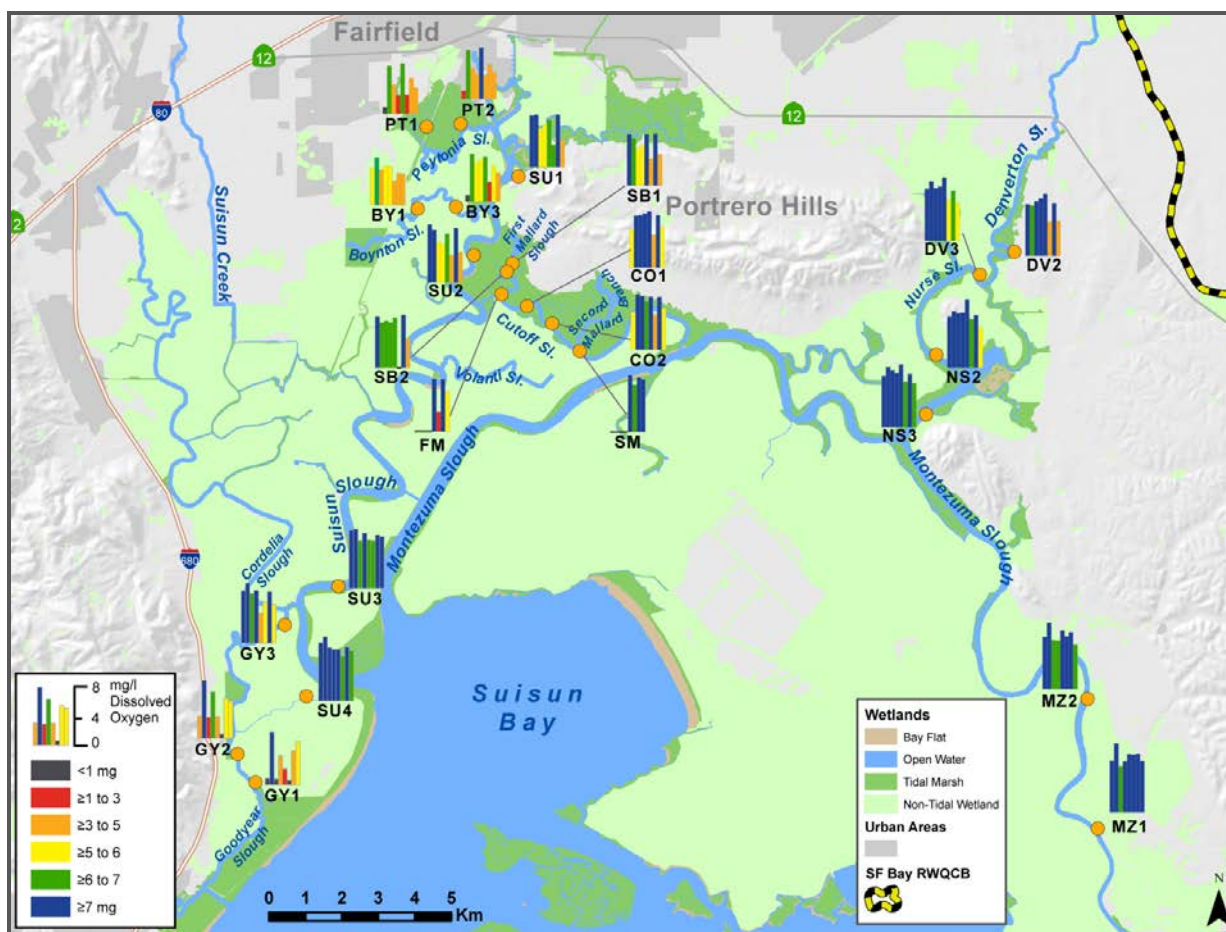 Fairfield
12
12
80
2
680
PT1
PT2
Peytonia Sl.
SU1
SB1
BY1
BY3
Portrero Hills
Boynton Sl.
First
Mallard
Slough
Suisun Creek
SU2
CO1
DV3
DV2
Denverton Sl.
Nurse Sl.
Second
Mallard
Branch
Cutoff Sl.
CO2
SB2
Volanti Sl.
NS2
FM
SM
NS3
Suisun
Slough
Montezuma Slough
Montezuma Slough
Cordelia
Slough
SU3
GY3
SU4
Suisun
Bay
MZ2
GY2
GY1
MZ1
Goodyear
Slough
8
4
0
mg/l
Dissolved
Oxygen
<1 mg
≥1 to 3
≥3 to 5
≥5 to 6
≥6 to 7
≥7 mg
0 1 2 3 4 5
Km
Wetlands
Bay Flat
Open Water
Tidal Marsh
Non-Tidal Wetland
Urban Areas
SF Bay RWQCB
N